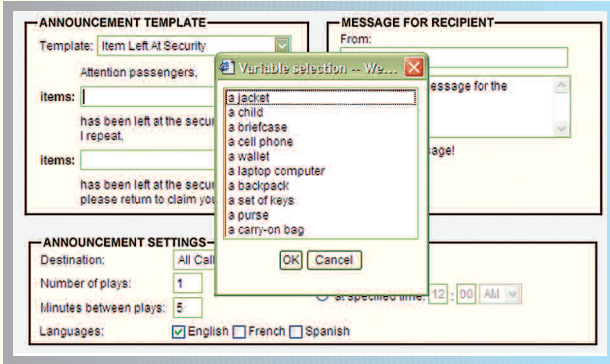 ANNOUNCEMENT TEMPLATE
Template: Item Left At Security
Attention passengers,
items:
has been left at the secur
I repeat,
items:
has been left at the secur
please return to claim you
MESSAGE FOR RECIPIENT
From:
essage for the
sage!
Variable selection -- We...
a jacket
a child
a briefcase
a cell phone
a wallet
a laptop computer
a backpack
a set of keys
a purse
a carry-on bag
OK Cancel
ANNOUNCEMENT SETTINGS
Destination: All Call
Number of plays: 1
Minutes between plays: 5
Languages: English French Spanish
at specified time: 12 : 00 AM